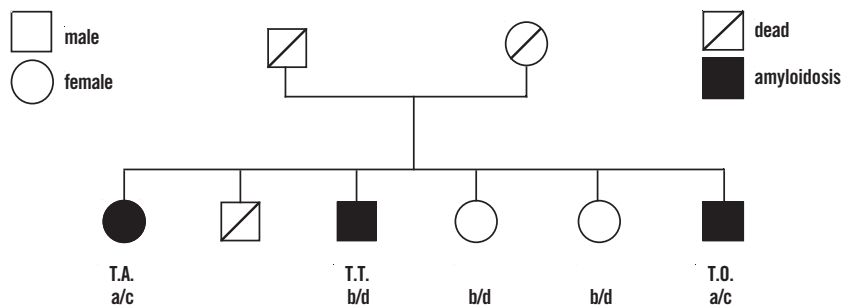 male
female
dead
amyloidosis
T.A.
a/c
T.T.
b/d
b/d
b/d
T.O.
a/c